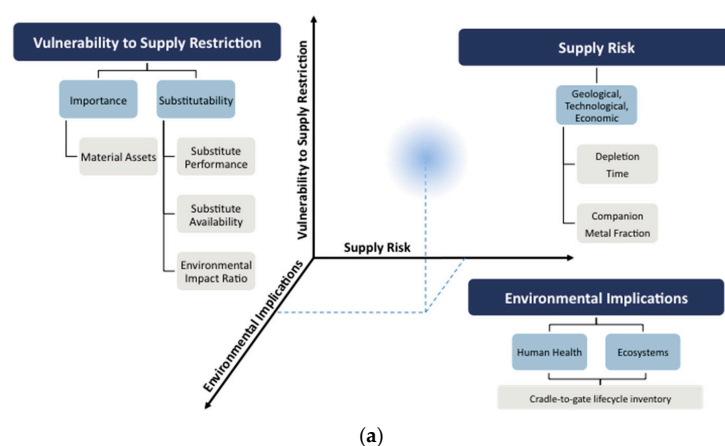 Vulnerability to Supply Restriction
Importance
Substitutability
Material Assets
Substitute
Performance
Substitute
Availability
Environmental
Impact Ratio
Vulnerability to Supply Restriction
Supply Risk
Environmental Implications
Supply Risk
Geological,
Technological,
Economic
Depletion
Time
Companion
Metal Fraction
Environmental Implications
Human Health
Ecosystems
Cradle-to-gate lifecycle inventory
(a)